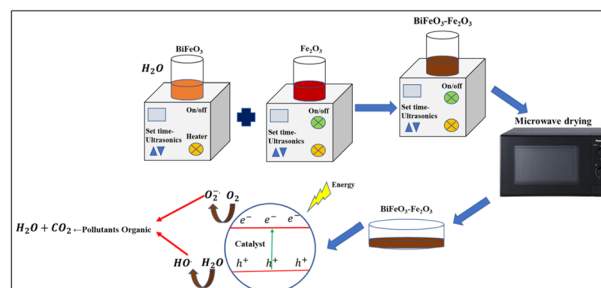 BiFeO₃-Fe₂O₃
BiFeO₃
Fe₂O₃
H₂O
On/off
On/off
On/off
Set time-
Ultrasonics
Heater
Set time-
Ultrasonics
Set time-
Ultrasonics
Microwave drying
Energy
O₂⁻ O₂
BiFeO₃-Fe₂O₃
e⁻ e⁻ e⁻
H₂O + CO₂ ←Pollutants Organic
Catalyst
HO H₂O
h⁺ h⁺ h⁺